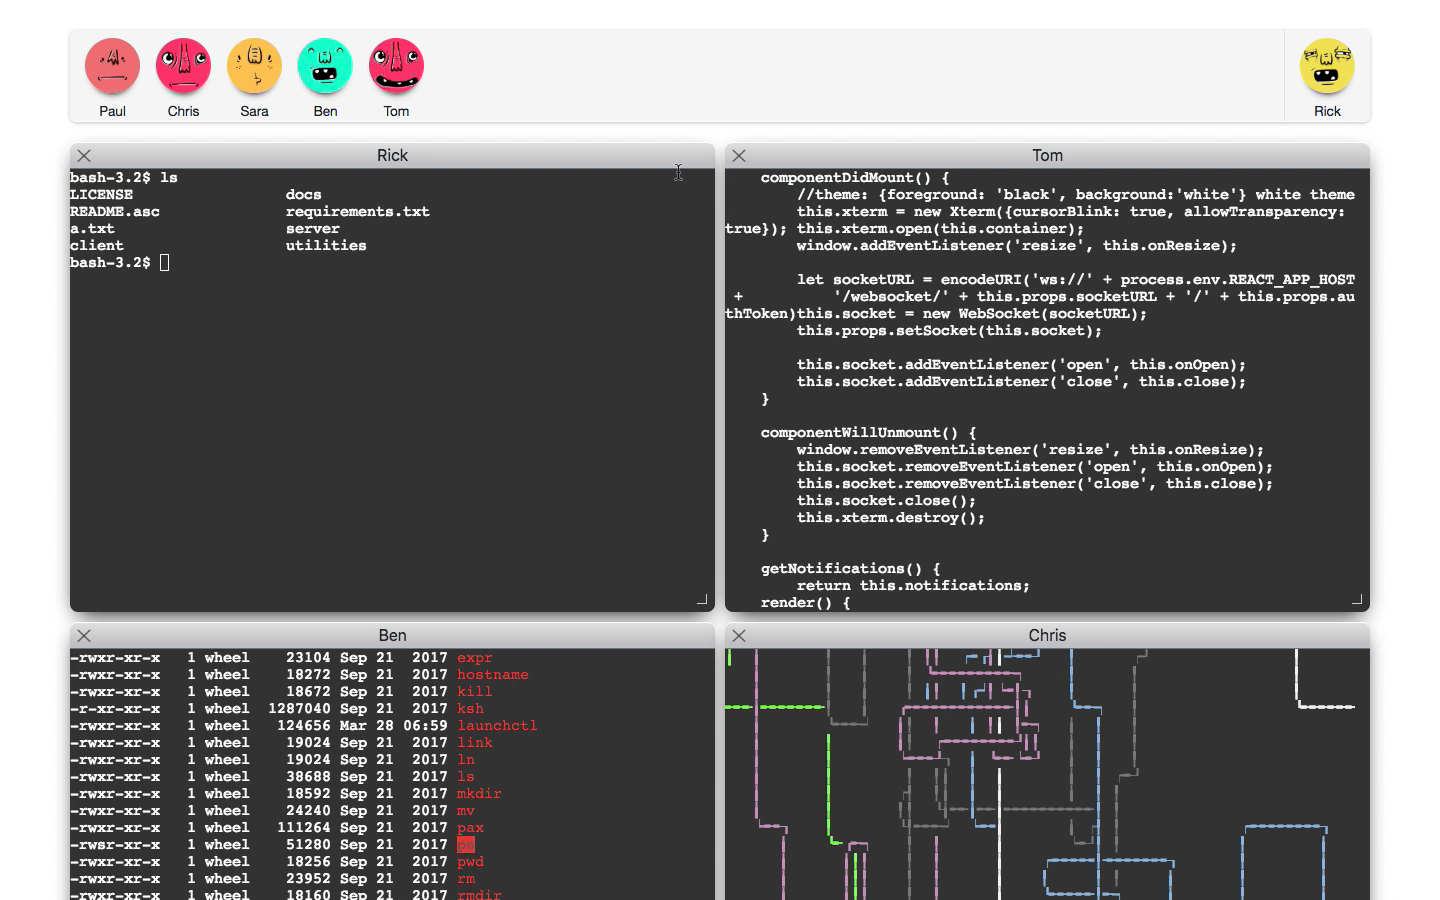 Paul Chris Sara Ben Tom Rick
Rick
bash-3.2$ ls
LICENSE docs
README.asc requirements.txt
a.txt server
client utilities
bash-3.2$
Tom
componentDidMount() {
//theme: {foreground: 'black', background:'white'} white theme
this.xterm = new Xterm({cursorBlink: true, allowTransparency:
true}); this.xterm.open(this.container);
window.addEventListener('resize', this.onResize);
let socketURL = encodeURI('ws://' + process.env.REACT_APP_HOST
+ '/websocket/' + this.props.socketURL + '/' + this.props.au
thToken)this.socket = new WebSocket(socketURL);
this.props.setSocket(this.socket);
this.socket.addEventListener('open', this.onOpen);
this.socket.addEventListener('close', this.close);
}
componentWillUnmount() {
window.removeEventListener('resize', this.onResize);
this.socket.removeEventListener('open', this.onOpen);
this.socket.removeEventListener('close', this.close);
this.socket.close();
this.xterm.destroy();
}
getNotifications() {
return this.notifications;
render() {
Ben
-rwxr-xr-x 1 wheel 23104 Sep 21 2017 expr
-rwxr-xr-x 1 wheel 18272 Sep 21 2017 hostname
-rwxr-xr-x 1 wheel 18672 Sep 21 2017 kill
-r-xr-xr-x 1 wheel 1287040 Sep 21 2017 ksh
-rwxr-xr-x 1 wheel 124656 Mar 28 06:59 launchctl
-rwxr-xr-x 1 wheel 19024 Sep 21 2017 link
-rwxr-xr-x 1 wheel 19024 Sep 21 2017 ln
-rwxr-xr-x 1 wheel 38688 Sep 21 2017 ls
-rwxr-xr-x 1 wheel 18592 Sep 21 2017 mkdir
-rwxr-xr-x 1 wheel 24240 Sep 21 2017 mv
-rwxr-xr-x 1 wheel 111264 Sep 21 2017 pax
-rwsr-xr-x 1 wheel 51280 Sep 21 2017 ps
-rwxr-xr-x 1 wheel 18256 Sep 21 2017 pwd
-rwxr-xr-x 1 wheel 23952 Sep 21 2017 rm
-rwxr-xr-x 1 wheel 18160 Sep 21 2017 rmdir
Chris